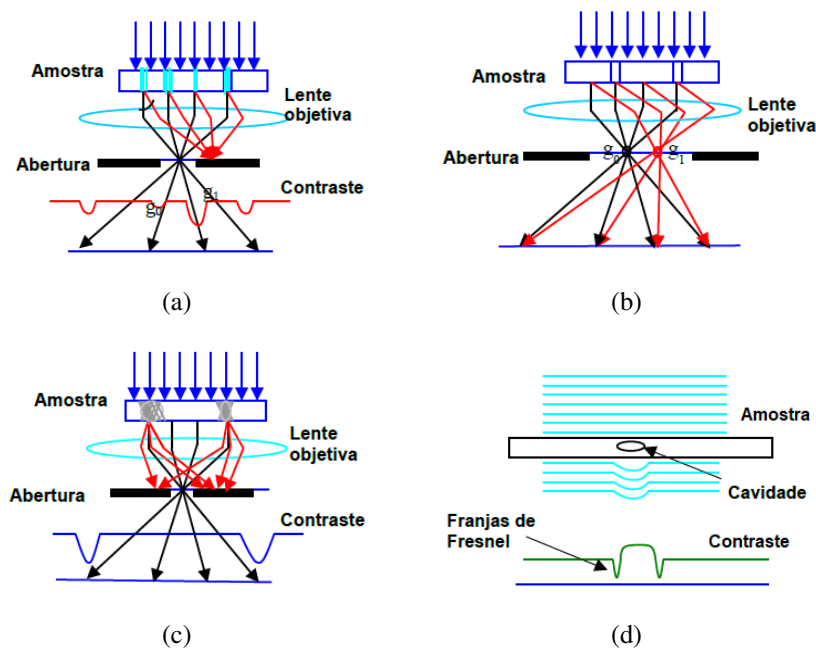 Amostra
Lente
objetiva
Abertura
Contraste
g₀
g₁
(a)
Amostra
Lente
objetiva
Abertura
g₀
g₁
(b)
Amostra
Lente
objetiva
Abertura
Contraste
(c)
Amostra
Cavidade
Franjas de
Fresnel
Contraste
(d)